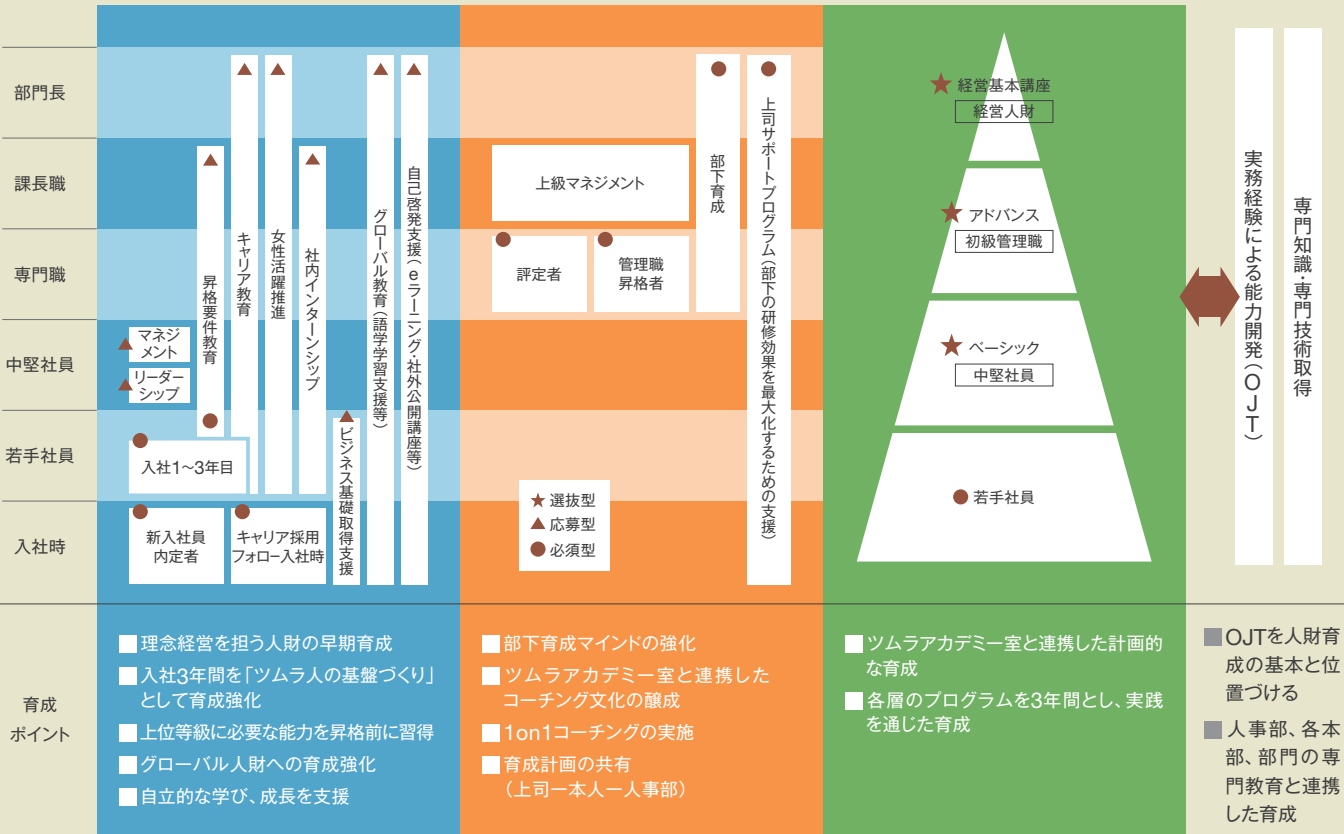 部門長
課長職
専門職
中堅社員
若手社員
入社時
育成
ポイント
マネジ
メント
リーダー
シップ
昇格要件教育
キャリア教育
女性活躍推進
社内インターンシップ
ビジネス基礎取得支援
グローバル教育(語学学習支援等)
自己啓発支援(eラーニング・社外公開講座等)
入社1〜3年目
新入社員
内定者
キャリア採用
フォロー入社時
上級マネジメント
評定者
管理職
昇格者
部下育成
上司サポートプログラム(部下の研修効果を最大化するための支援)
★選抜型
▲応募型
●必須型
★経営基本講座
経営人財
★アドバンス
初級管理職
★ベーシック
中堅社員
●若手社員
実務経験による能力開発(OJT)
専門知識・専門技術取得
■理念経営を担う人財の早期育成
■入社3年間を「ツムラ人の基盤づくり」
として育成強化
■上位等級に必要な能力を昇格前に習得
■グローバル人財への育成強化
■自立的な学び、成長を支援
■部下育成マインドの強化
■ツムラアカデミー室と連携した
コーチング文化の醸成
■1on1コーチングの実施
■育成計画の共有
(上司ー本人ー人事部)
■ツムラアカデミー室と連携した計画的
な育成
■各層のプログラムを3年間とし、実践
を通じた育成
■OJTを人財育
成の基本と位
置づける
■人事部、各本
部、部門の専
門教育と連携
した育成